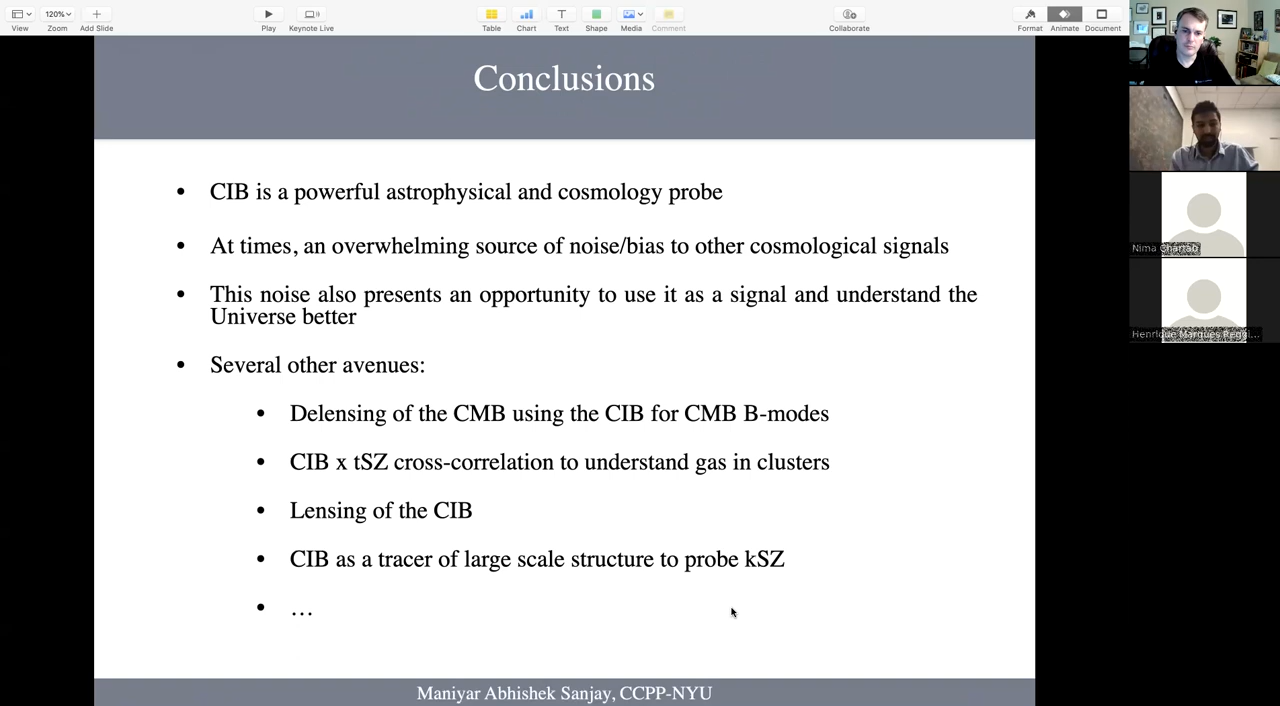 View
120%
Zoom
Add Slide
Play
Keynote Live
Table
Chart
Text
Shape
Media
Comment
Collaborate
Format
Animate
Document
Conclusions
• CIB is a powerful astrophysical and cosmology probe
• At times, an overwhelming source of noise/bias to other cosmological signals
• This noise also presents an opportunity to use it as a signal and understand the
Universe better
• Several other avenues:
• Delensing of the CMB using the CIB for CMB B-modes
• CIB x tSZ cross-correlation to understand gas in clusters
• Lensing of the CIB
• CIB as a tracer of large scale structure to probe kSZ
• …
Maniyar Abhishek Sanjay, CCPP-NYU
Nima Chartab
Henrique Marques Reggi...